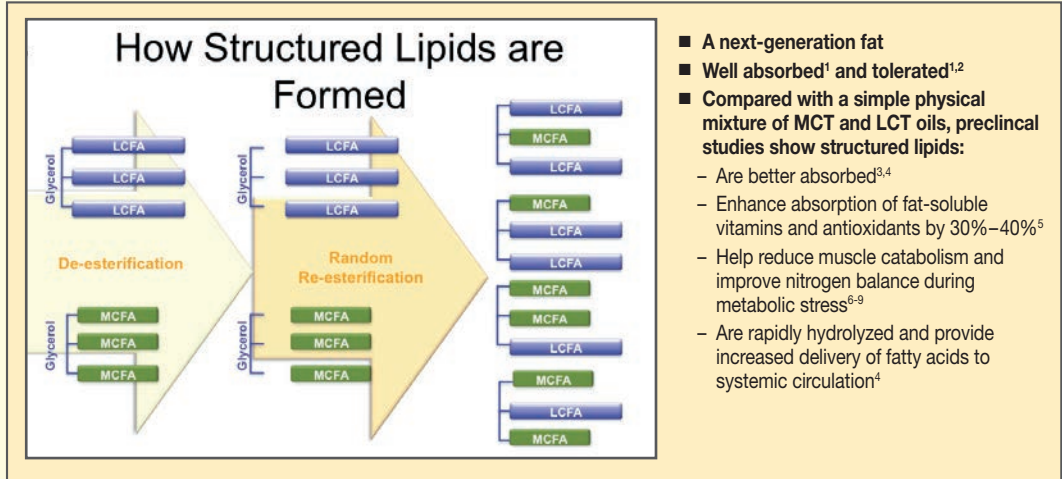 How Structured Lipids are
Formed
Glycerol
LCFA
LCFA
LCFA
De-esterification
Glycerol
MCFA
MCFA
MCFA
Glycerol
LCFA
LCFA
LCFA
Random
Re-esterification
Glycerol
MCFA
MCFA
MCFA
LCFA
MCFA
LCFA
MCFA
LCFA
LCFA
MCFA
MCFA
LCFA
MCFA
LCFA
MCFA
■ A next-generation fat
■ Well absorbed¹ and tolerated¹,²
■ Compared with a simple physical
mixture of MCT and LCT oils, preclincal
studies show structured lipids:
– Are better absorbed³,⁴
– Enhance absorption of fat-soluble
vitamins and antioxidants by 30%–40%⁵
– Help reduce muscle catabolism and
improve nitrogen balance during
metabolic stress⁶-⁹
– Are rapidly hydrolyzed and provide
increased delivery of fatty acids to
systemic circulation⁴